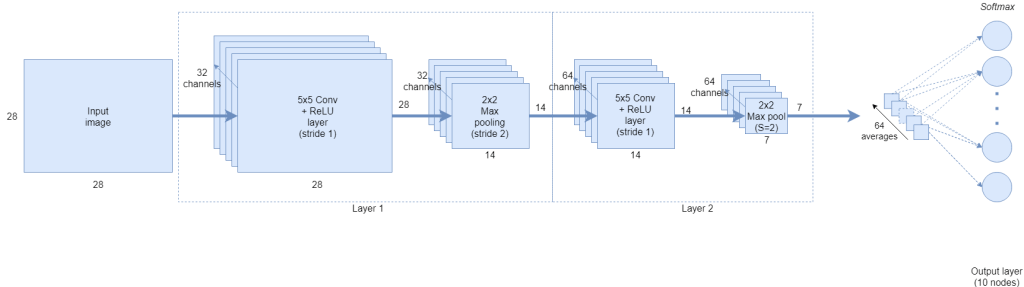 Softmax
28
Input
image
28
32
channels
5x5 Conv
+ ReLU
layer
(stride 1)
28
28
32
channels
2x2
Max
pooling
(stride 2)
14
14
Layer 1
64
channels
5x5 Conv
+ ReLU
layer
(stride 1)
14
14
64
channels
2x2
Max pool
(S=2)
7
7
Layer 2
64
averages
Output layer
(10 nodes)